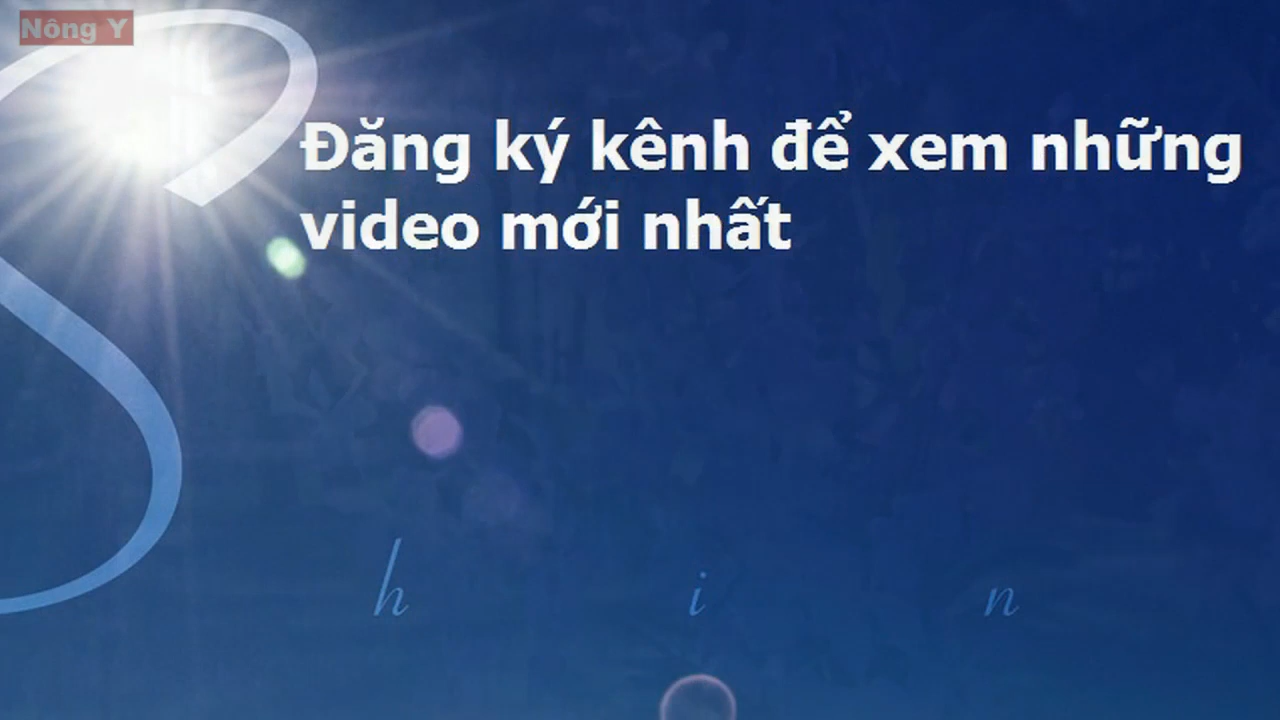 Nông Y
Đăng ký kênh để xem những
video mới nhất
S h i n